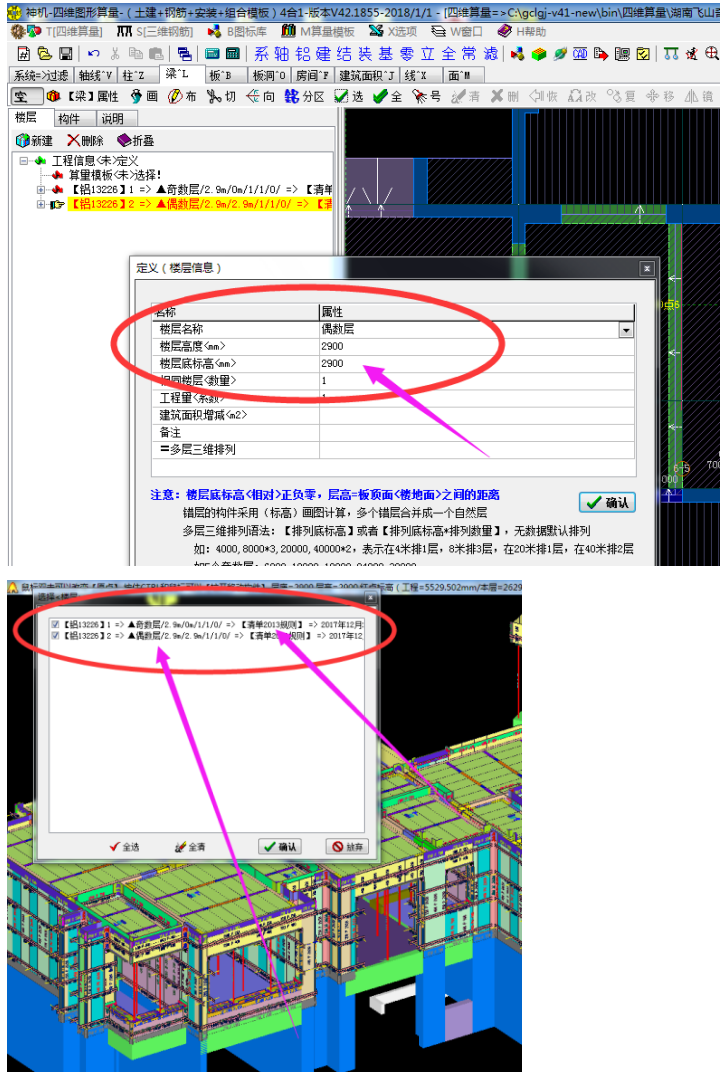 神机-四维图形算量-(土建+钢筋+安装+组合模板)4合1-版本V42.1855-2018/1/1 - [四维算量=>C:\gclgj-v41-new\bin\四维算量\湖南飞山
T[四维算量] S[三维钢筋] B图标库 M算量模板 X选项 W窗口 H帮助
系 轴 铝 建 结 装 基 零 立 全 常 滤
系统=>过滤 轴线^V 柱^Z 梁^L 板^B 板洞^O 房间^F 建筑面积^J 线^X 面^M
空 【梁】属性 画 布 切 向 分区 选 全 号 清 删 恢 改 复 移 镜
楼层 构件 说明
新建 删除 折叠
工程信息<未>定义
算量模板<未>选择!
【铝13226】1 => ▲奇数层/2.9m/0m/1/1/0/ => 【清单
【铝13226】2 => ▲偶数层/2.9m/2.9m/1/1/0/ => 【清
定义(楼层信息)
名称 属性
楼层名称 偶数层
楼层高度<mm> 2900
楼层底标高<mm> 2900
相同楼层<数量> 1
工程量<系数> 1
建筑面积增减<m2>
备注
=多层三维排列
注意: 楼层底标高<相对>正负零, 层高=板顶面<楼地面>之间的距离
错层的构件采用(标高)画图计算, 多个错层合并成一个自然层
多层三维排列语法: 【排列底标高】或者【排列底标高*排列数量】, 无数据默认排列
如: 4000,8000*3,20000,40000*2, 表示在4米排1层, 8米排3层, 在20米排1层, 在40米排2层
确认
点6
6-5
700
000
选择*楼层
(工程=5529.502mm/本层=2629
【铝13226】1 => ▲奇数层/2.9m/0m/1/1/0/ => 【清单2013规则】 => 2017年12月
【铝13226】2 => ▲偶数层/2.9m/2.9m/1/1/0/ => 【清单2013规则】 => 2017年12
全选 全清 确认 放弃